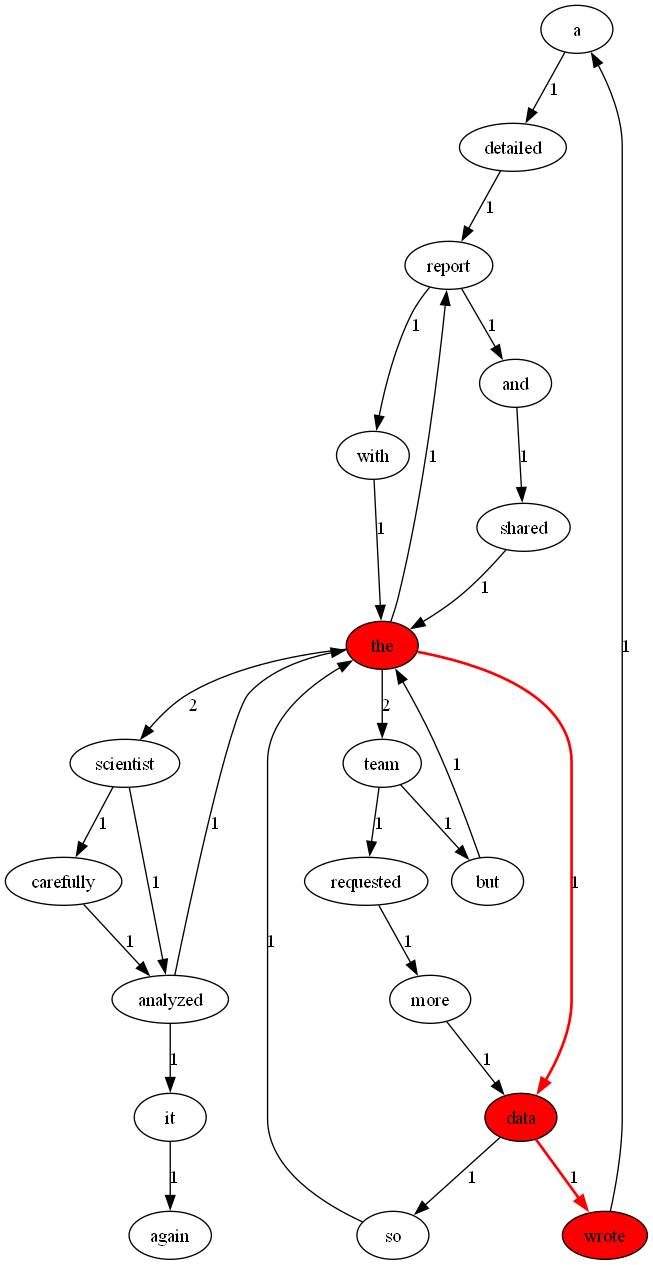 a
1
detailed
1
report
1
1
and
with
1
1
1
shared
1
the
2
2
scientist
team
1
1
1
1
1
1
carefully
requested
but
1
1
1
1
analyzed
more
1
1
it
data
1
1
1
again
so
wrote
1